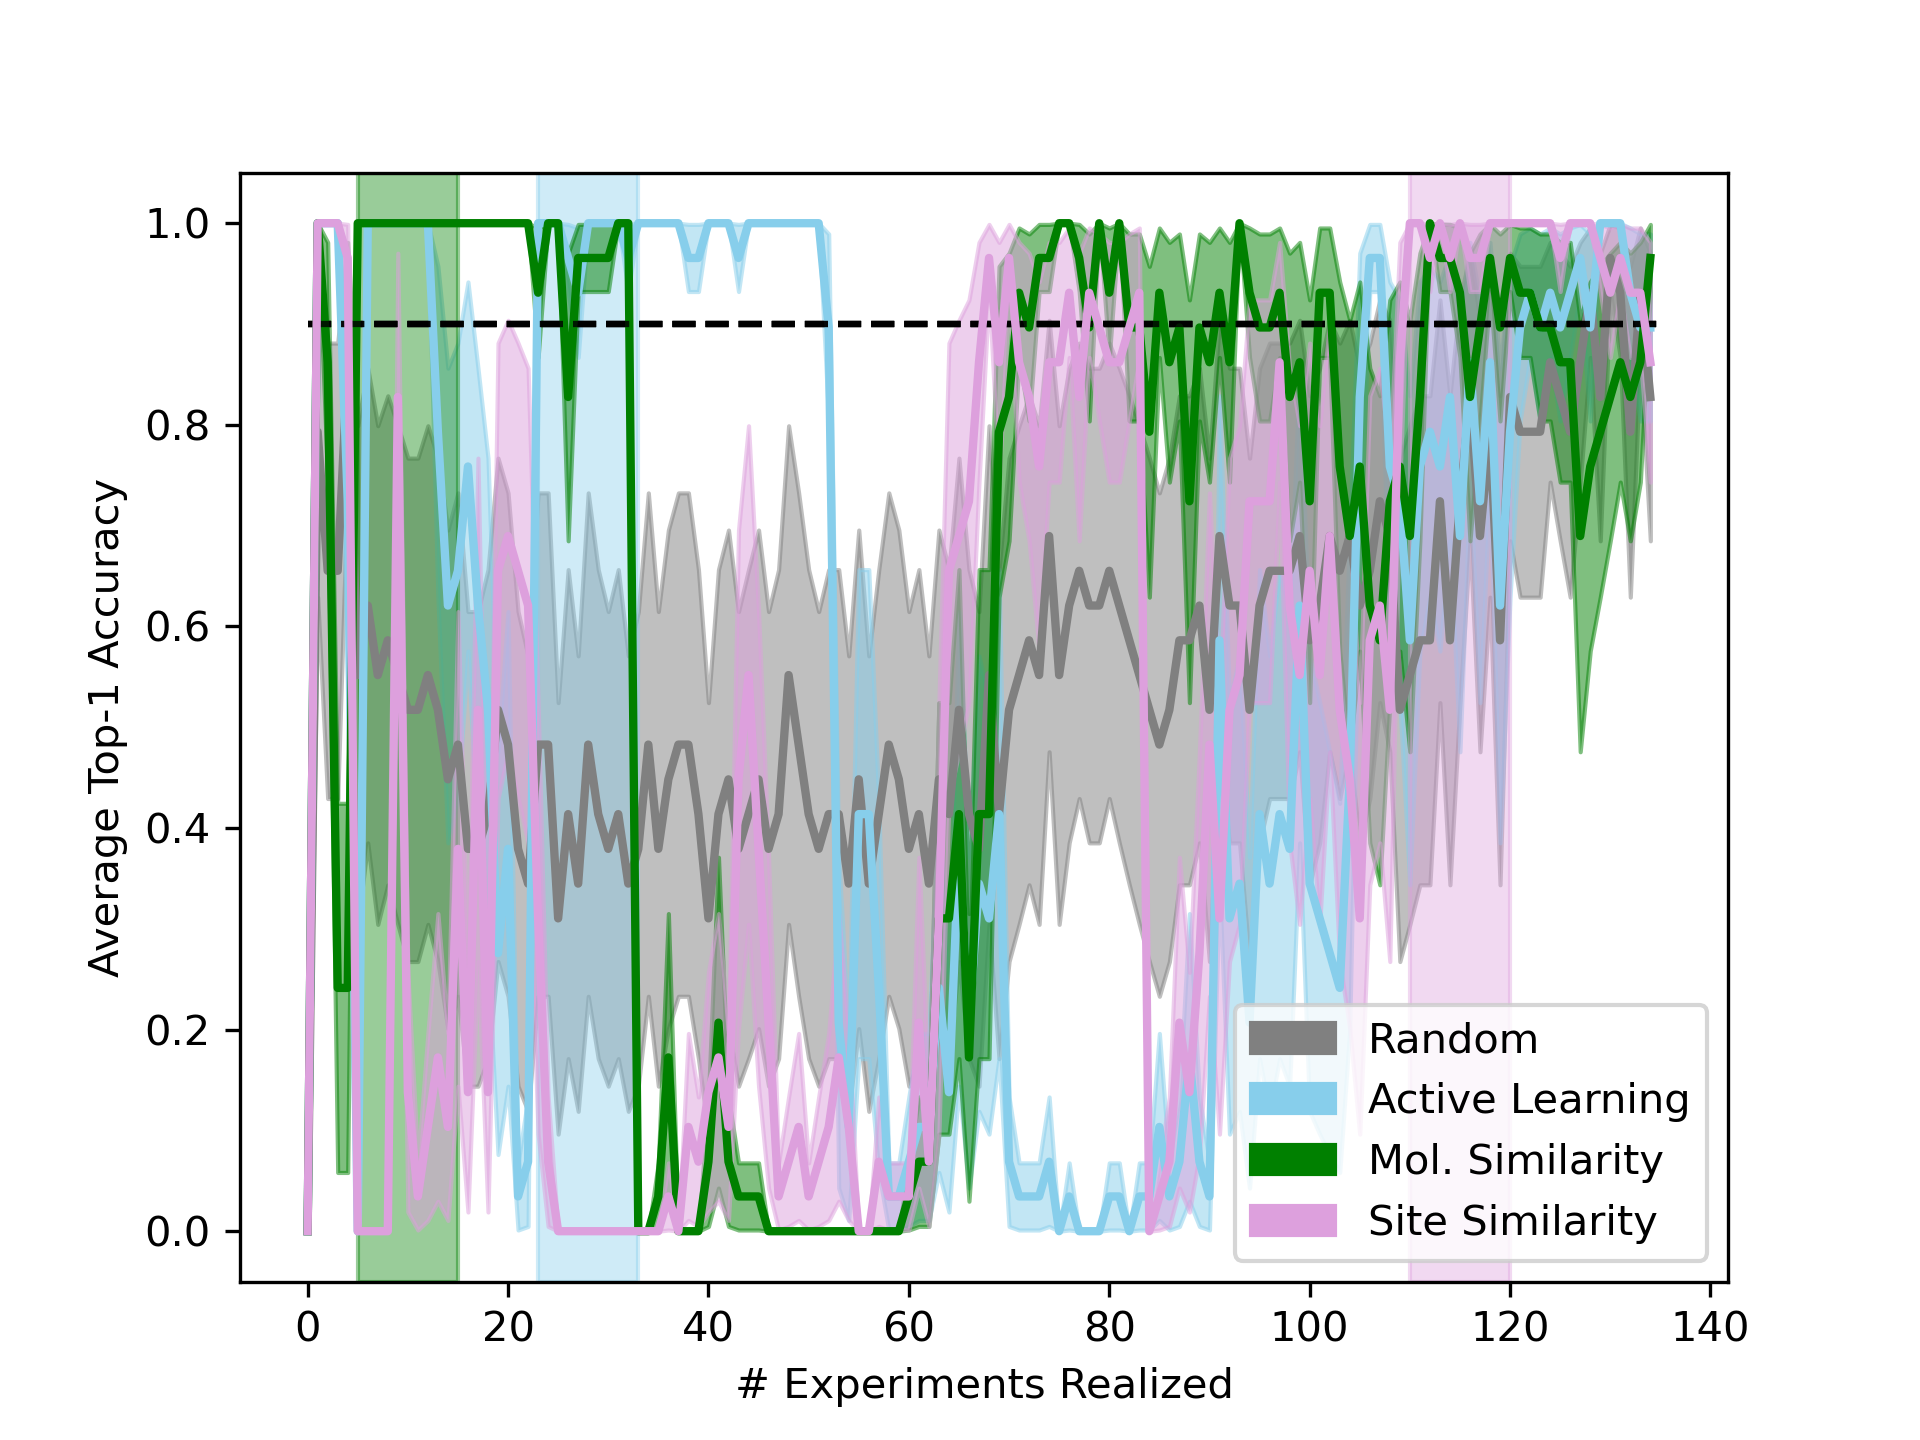 Average Top-1 Accuracy
1.0
0.8
0.6
0.4
0.2
0.0
0 20 40 60 80 100 120 140
# Experiments Realized
Random
Active Learning
Mol. Similarity
Site Similarity